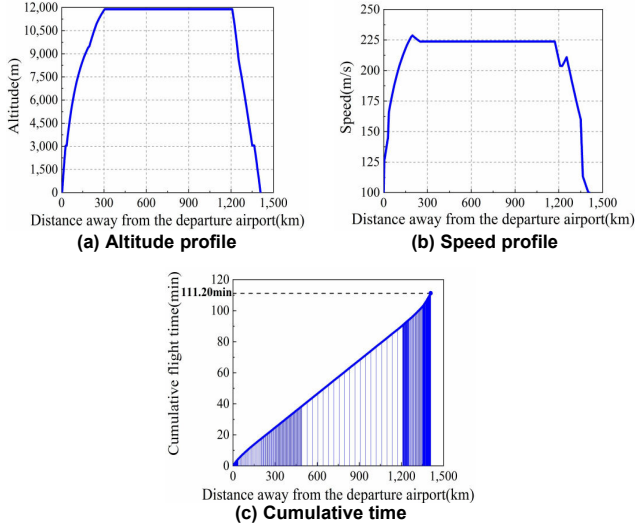 12,000
10,500
9,000
7,500
6,000
4,500
3,000
1,500
0
Altitude(m)
0 300 600 900 1,200 1,500
Distance away from the departure airport(km)
(a) Altitude profile
250
225
200
175
150
125
100
Speed(m/s)
0 300 600 900 1,200 1,500
Distance away from the departure airport(km)
(b) Speed profile
120
111.20min
100
80
60
40
20
0
Cumulative flight time(min)
0 300 600 900 1,200 1,500
Distance away from the departure airport(km)
(c) Cumulative time